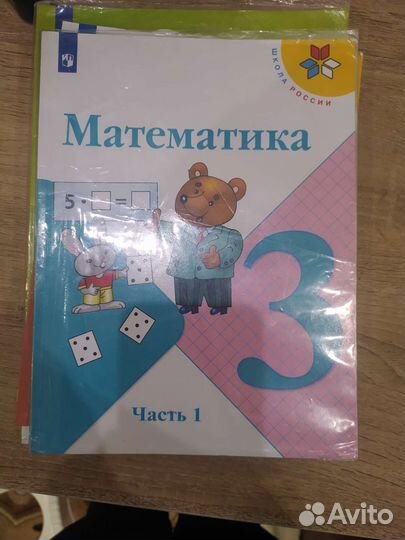 ШКОЛА РОССИИ
Математика
5 · □ = □
3
Часть 1
Avito